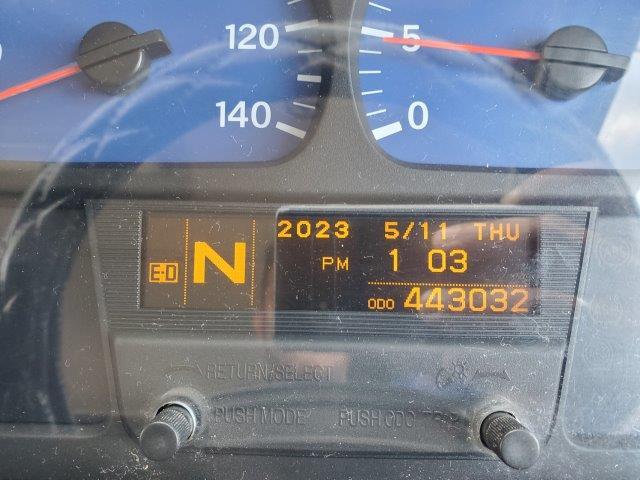 120
5
140
0
2023 5/11 THU
E-D N PM 1 03
ODO 443032
RETURN/SELECT
PUSH MODE PUSH ODO/TRIP